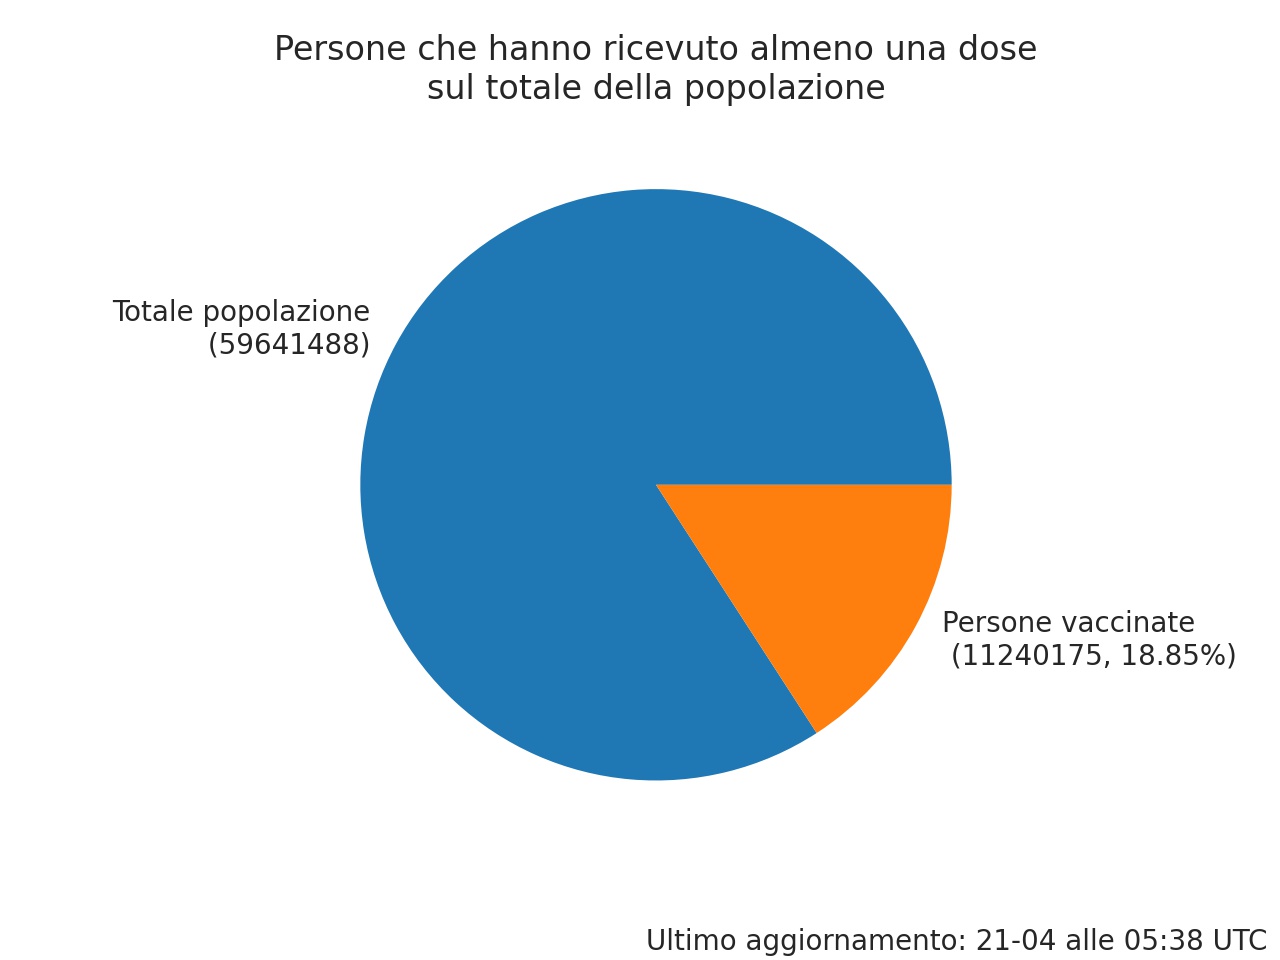 Persone che hanno ricevuto almeno una dose
sul totale della popolazione
Totale popolazione
(59641488)
Persone vaccinate
(11240175, 18.85%)
Ultimo aggiornamento: 21-04 alle 05:38 UTC